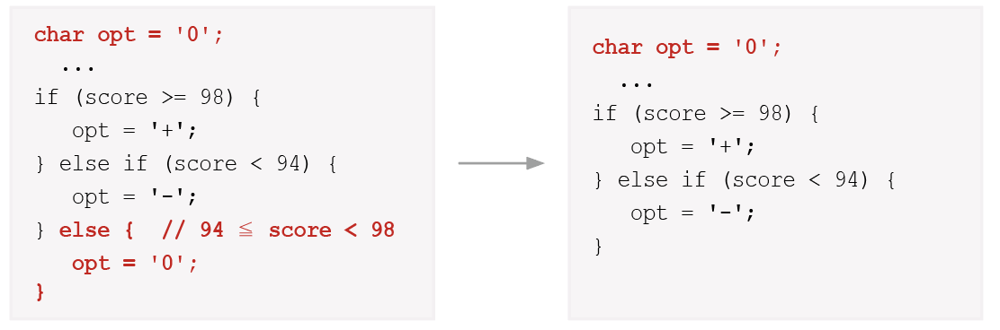 char opt = '0';
...
if (score >= 98) {
opt = '+';
} else if (score < 94) {
opt = '-';
} else {  // 94 ≦ score < 98
opt = '0';
}
char opt = '0';
...
if (score >= 98) {
opt = '+';
} else if (score < 94) {
opt = '-';
}